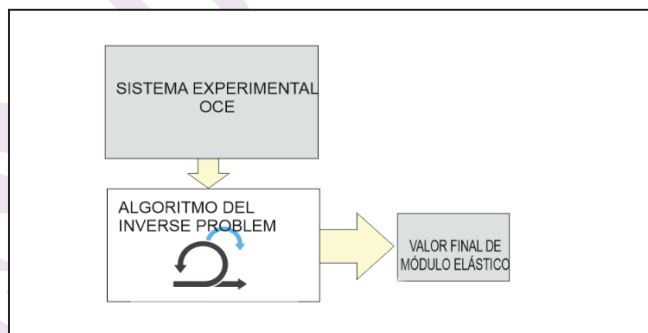 SISTEMA EXPERIMENTAL
OCE
ALGORITMO DEL
INVERSE PROBLEM
VALOR FINAL DE
MÓDULO ELÁSTICO